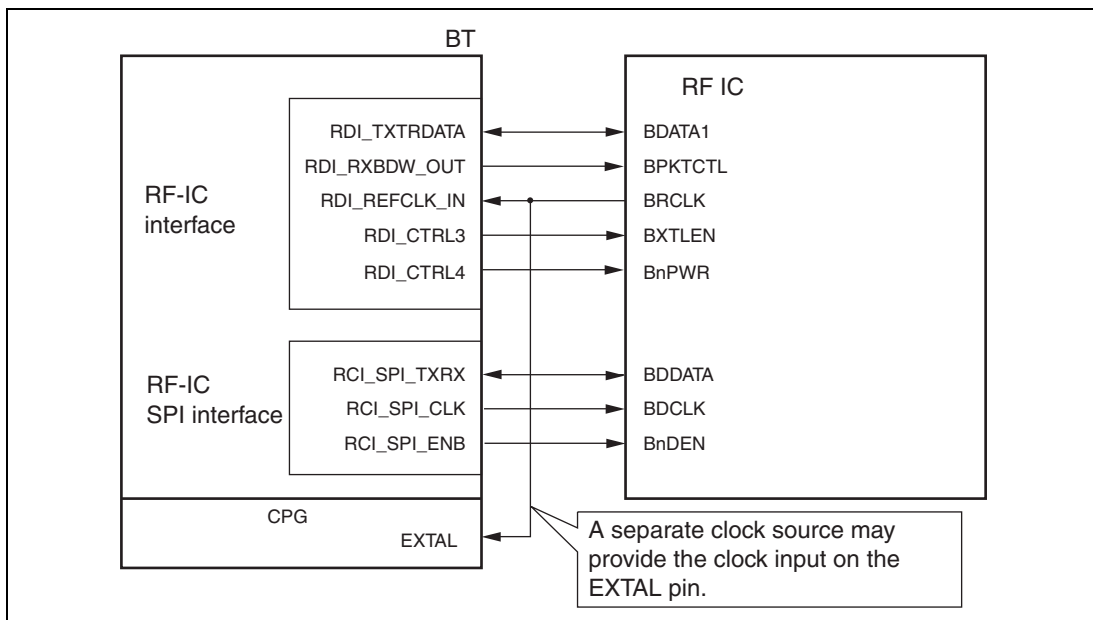 BT
RF IC
RF-IC
interface
RDI_TXTRDATA
BDATA1
RDI_RXBDW_OUT
BPKTCTL
RDI_REFCLK_IN
BRCLK
RDI_CTRL3
BXTLEN
RDI_CTRL4
BnPWR
RF-IC
SPI interface
RCI_SPI_TXRX
BDDATA
RCI_SPI_CLK
BDCLK
RCI_SPI_ENB
BnDEN
CPG
EXTAL
A separate clock source may
provide the clock input on the
EXTAL pin.